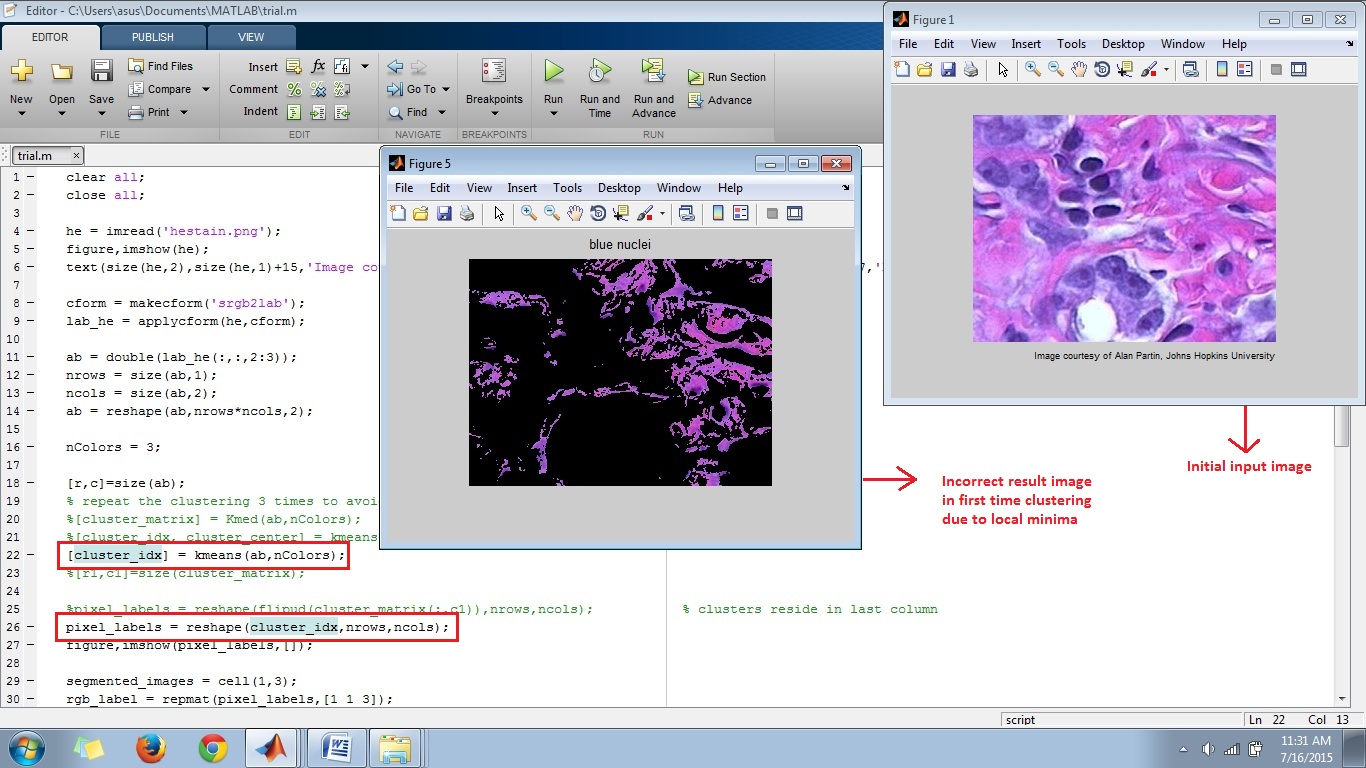 Editor - C:\Users\asus\Documents\MATLAB\trial.m
EDITOR PUBLISH VIEW
New Open Save Find Files Compare Print
FILE
Insert fx
Comment
Indent
EDIT
Go To
Find
NAVIGATE
Breakpoints
BREAKPOINTS
Run Run and Time Run and Advance Run Section Advance
RUN
trial.m
1 clear all;
2 close all;
3
4 he = imread('hestain.png');
5 figure,imshow(he);
6 text(size(he,2),size(he,1)+15,'Image co 7,'
7
8 cform = makecform('srgb2lab');
9 lab_he = applycform(he,cform);
10
11 ab = double(lab_he(:,:,2:3));
12 nrows = size(ab,1);
13 ncols = size(ab,2);
14 ab = reshape(ab,nrows*ncols,2);
15
16 nColors = 3;
17
18 [r,c]=size(ab);
19 % repeat the clustering 3 times to avoi
20 %[cluster_matrix] = Kmed(ab,nColors);
21 %[cluster_idx, cluster_center] = kmeans
22 [cluster_idx] = kmeans(ab,nColors);
23 %[r1,c1]=size(cluster_matrix);
24
25 %pixel_labels = reshape(flipud(cluster_matrix(:,c1)),nrows,ncols); % clusters reside in last column
26 pixel_labels = reshape(cluster_idx,nrows,ncols);
27 figure,imshow(pixel_labels,[]);
28
29 segmented_images = cell(1,3);
30 rgb_label = repmat(pixel_labels,[1 1 3]);
Figure 5
File Edit View Insert Tools Desktop Window Help
blue nuclei
Figure 1
File Edit View Insert Tools Desktop Window Help
Image courtesy of Alan Partin, Johns Hopkins University
Initial input image
Incorrect result image
in first time clustering
due to local minima
script Ln 22 Col 13
11:31 AM
7/16/2015